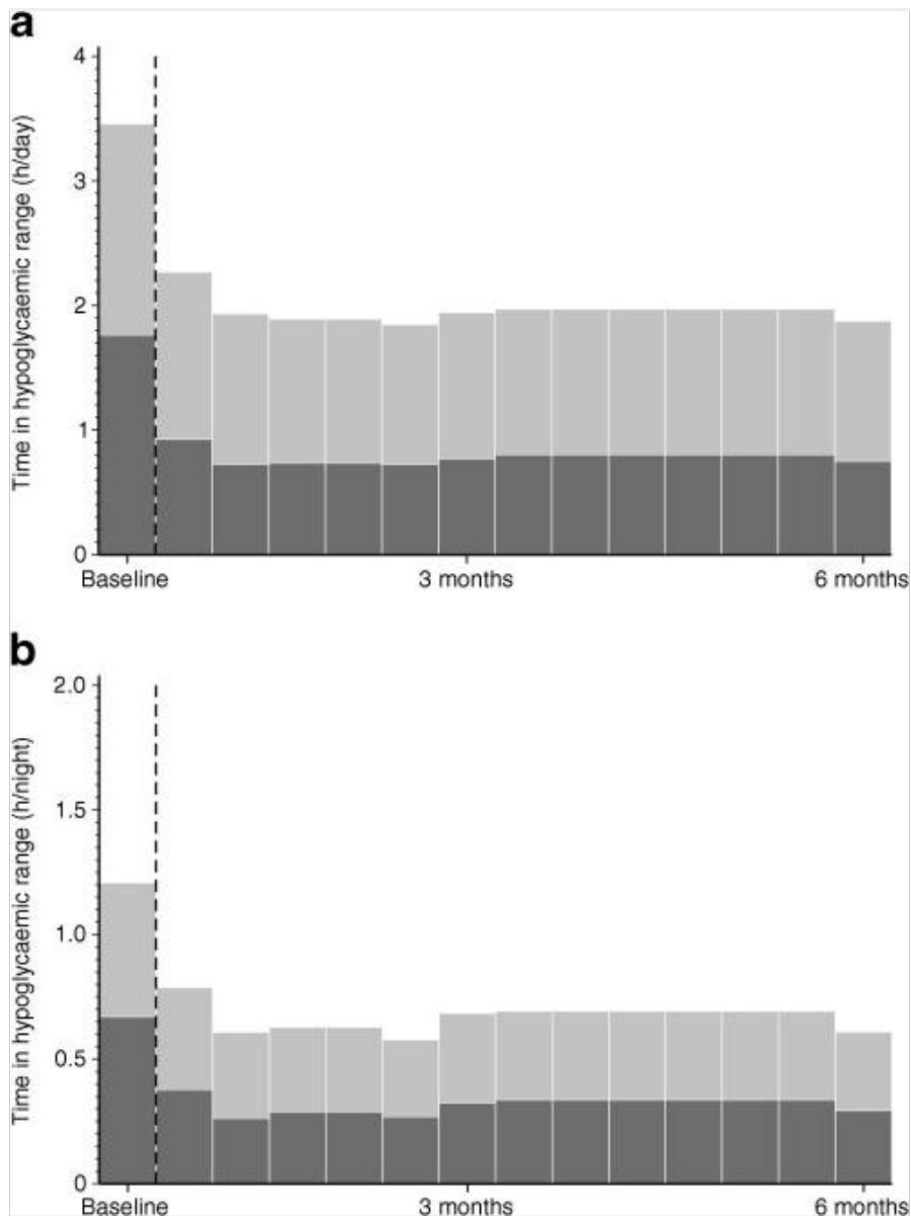 a
Time in hypoglycaemic range (h/day)
4
3
2
1
0
Baseline 3 months 6 months
b
Time in hypoglycaemic range (h/night)
2.0
1.5
1.0
0.5
0
Baseline 3 months 6 months